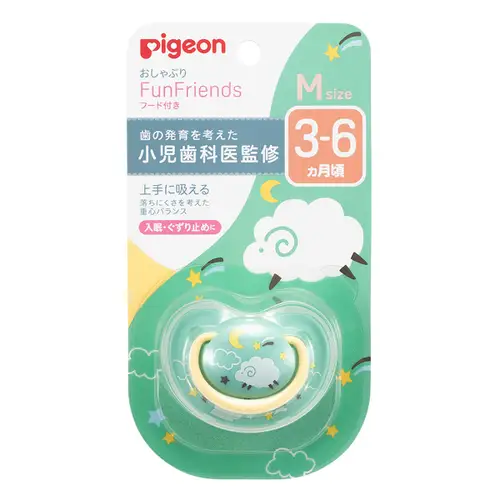 pigeon
おしゃぶり
FunFriends
フード付き
M size
歯の発育を考えた
小児歯科医監修
3-6
カ月頃
上手に吸える
落ちにくさを考えた
重心バランス
入眠・ぐずり止めに